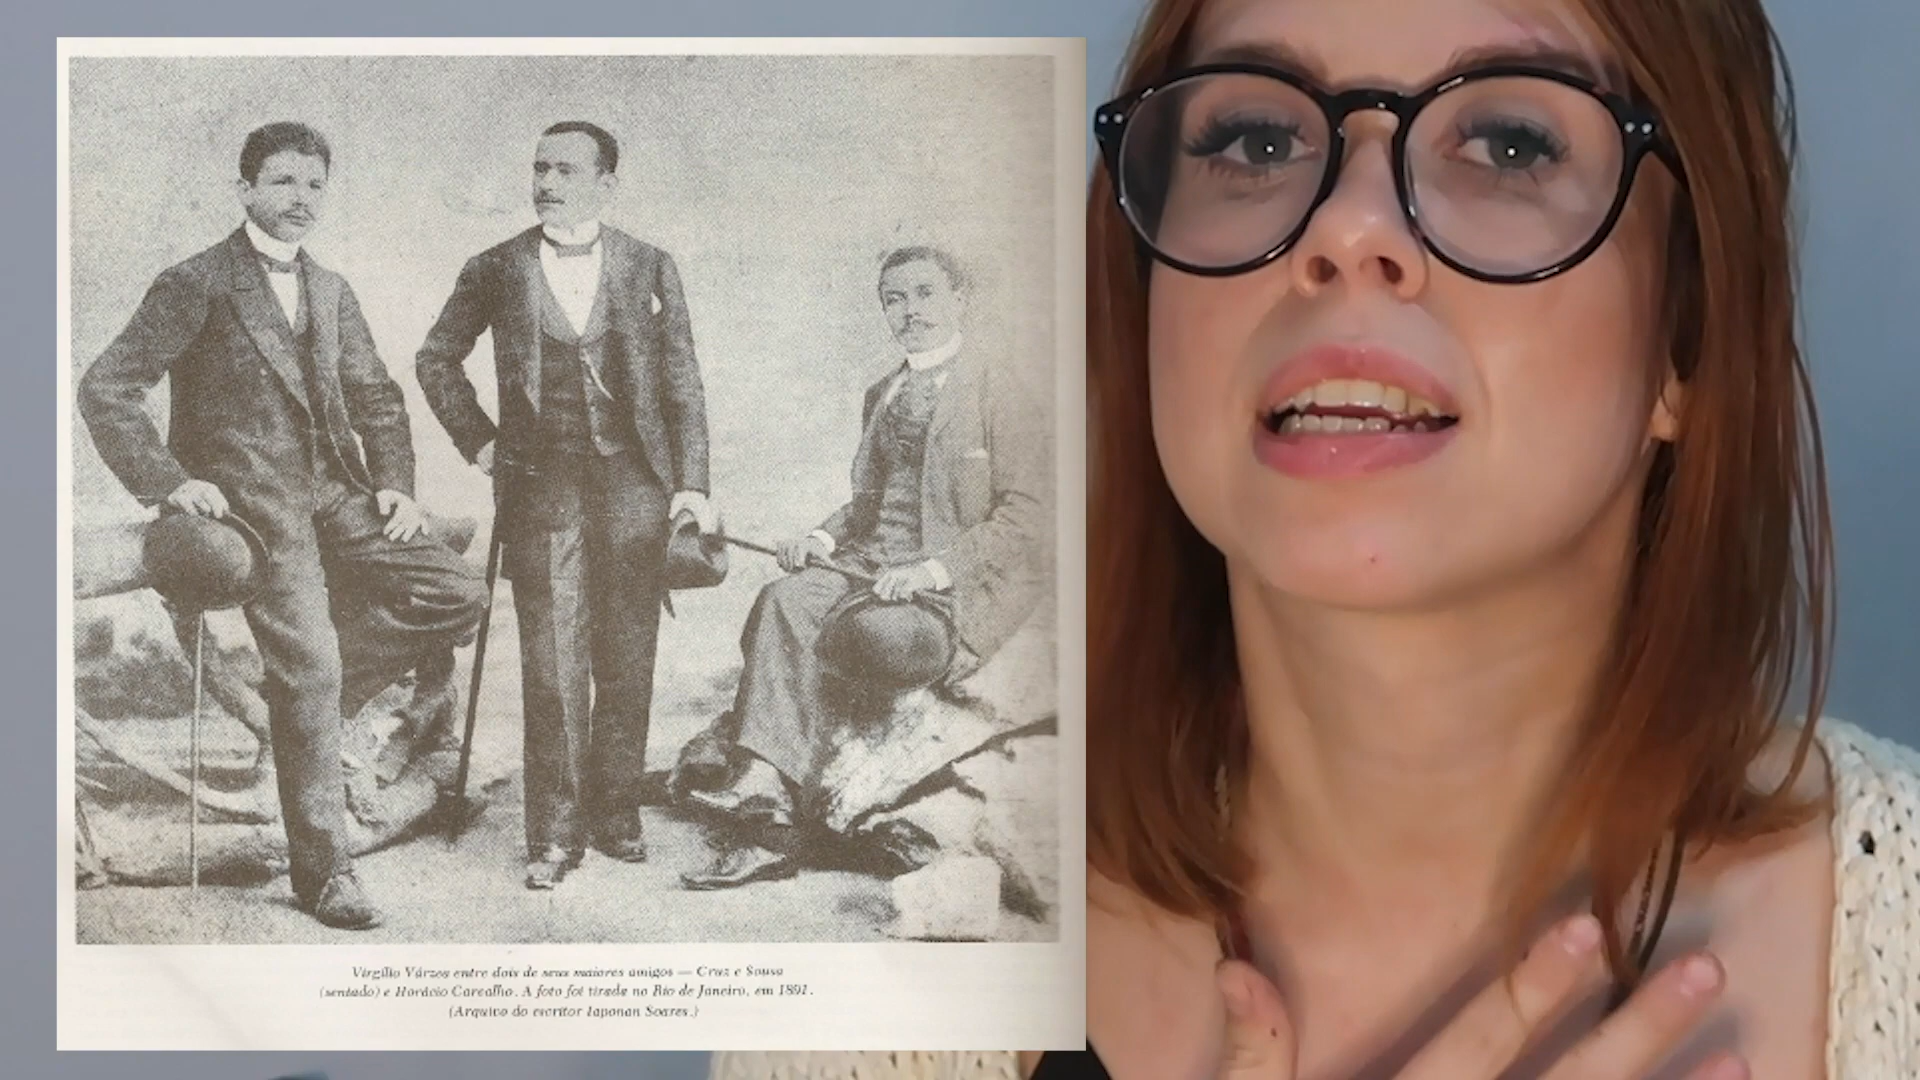 Virgílio Várzea entre dois de seus maiores amigos — Cruz e Sousa
(sentado) e Horácio Carvalho. A foto foi tirada no Rio de Janeiro, em 1891.
(Arquivo do escritor Iaponan Soares.)